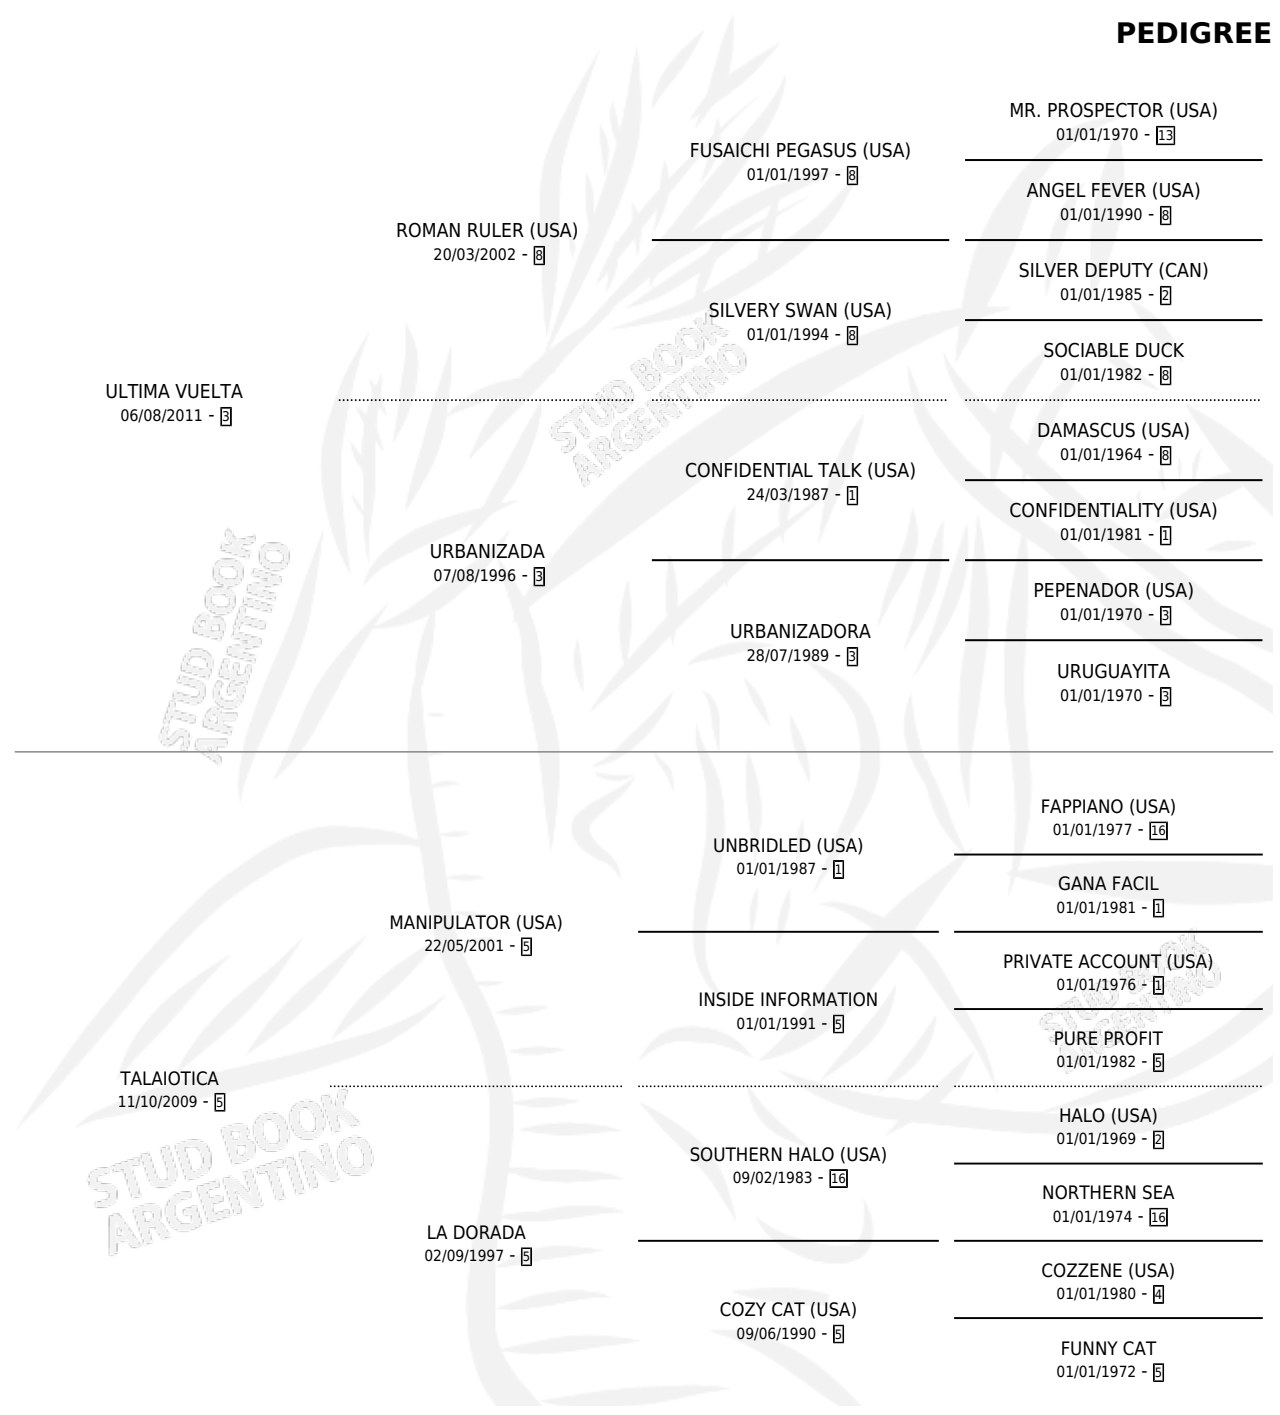 PEDIGREE
MR. PROSPECTOR (USA)
01/01/1970 - 13
FUSAICHI PEGASUS (USA)
01/01/1997 - 8
ANGEL FEVER (USA)
01/01/1990 - 8
ROMAN RULER (USA)
20/03/2002 - 8
SILVER DEPUTY (CAN)
01/01/1985 - 2
SILVERY SWAN (USA)
01/01/1994 - 8
SOCIABLE DUCK
01/01/1982 - 8
STUD BOOK
ARGENTINO
ULTIMA VUELTA
06/08/2011 - 3
DAMASCUS (USA)
01/01/1964 - 8
CONFIDENTIAL TALK (USA)
24/03/1987 - 1
CONFIDENTIALITY (USA)
01/01/1981 - 1
URBANIZADA
07/08/1996 - 3
PEPENADOR (USA)
01/01/1970 - 3
URBANIZADORA
28/07/1989 - 3
URUGUAYITA
01/01/1970 - 3
STUD BOOK
ARGENTINO
FAPPIANO (USA)
01/01/1977 - 16
UNBRIDLED (USA)
01/01/1987 - 1
GANA FACIL
01/01/1981 - 1
MANIPULATOR (USA)
22/05/2001 - 5
PRIVATE ACCOUNT (USA)
01/01/1976 - 1
INSIDE INFORMATION
01/01/1991 - 5
PURE PROFIT
01/01/1982 - 5
STUD BOOK
ARGENTINO
TALAIOTICA
11/10/2009 - 5
HALO (USA)
01/01/1969 - 2
SOUTHERN HALO (USA)
09/02/1983 - 16
NORTHERN SEA
01/01/1974 - 16
STUD BOOK
ARGENTINO
LA DORADA
02/09/1997 - 5
COZZENE (USA)
01/01/1980 - 4
COZY CAT (USA)
09/06/1990 - 5
FUNNY CAT
01/01/1972 - 5